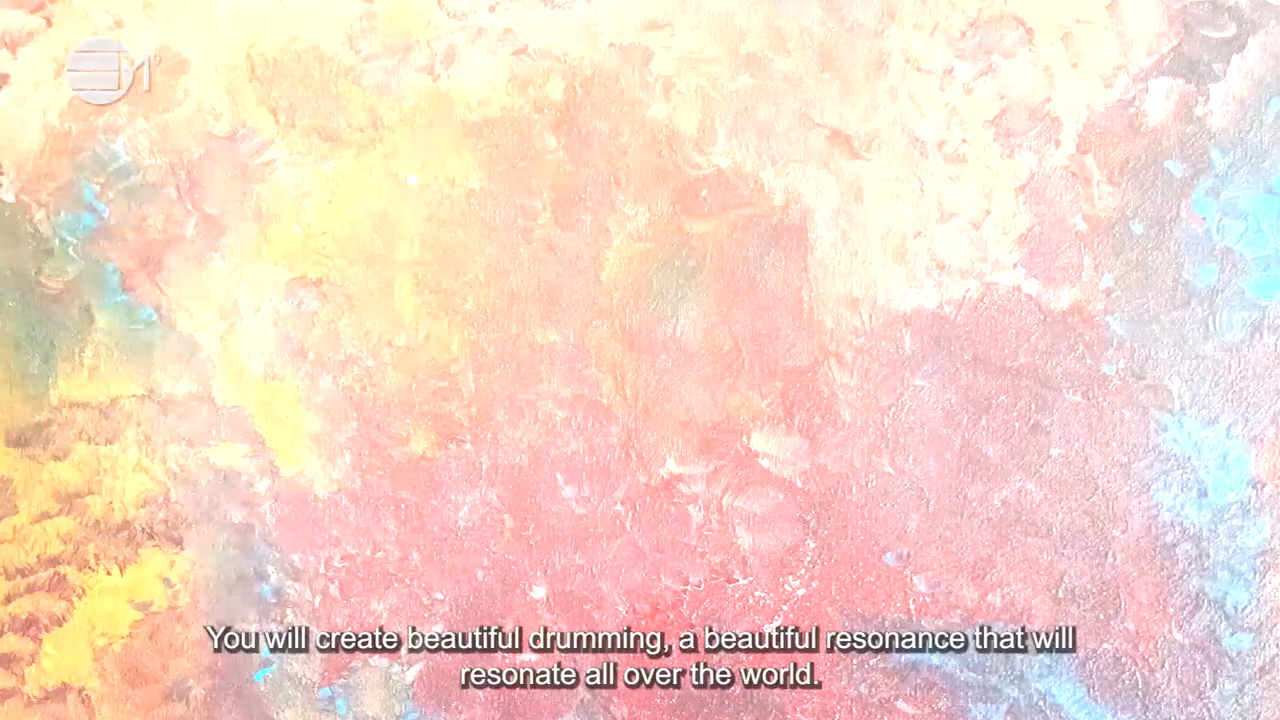 You will create beautiful drumming, a beautiful resonance that will
resonate all over the world.